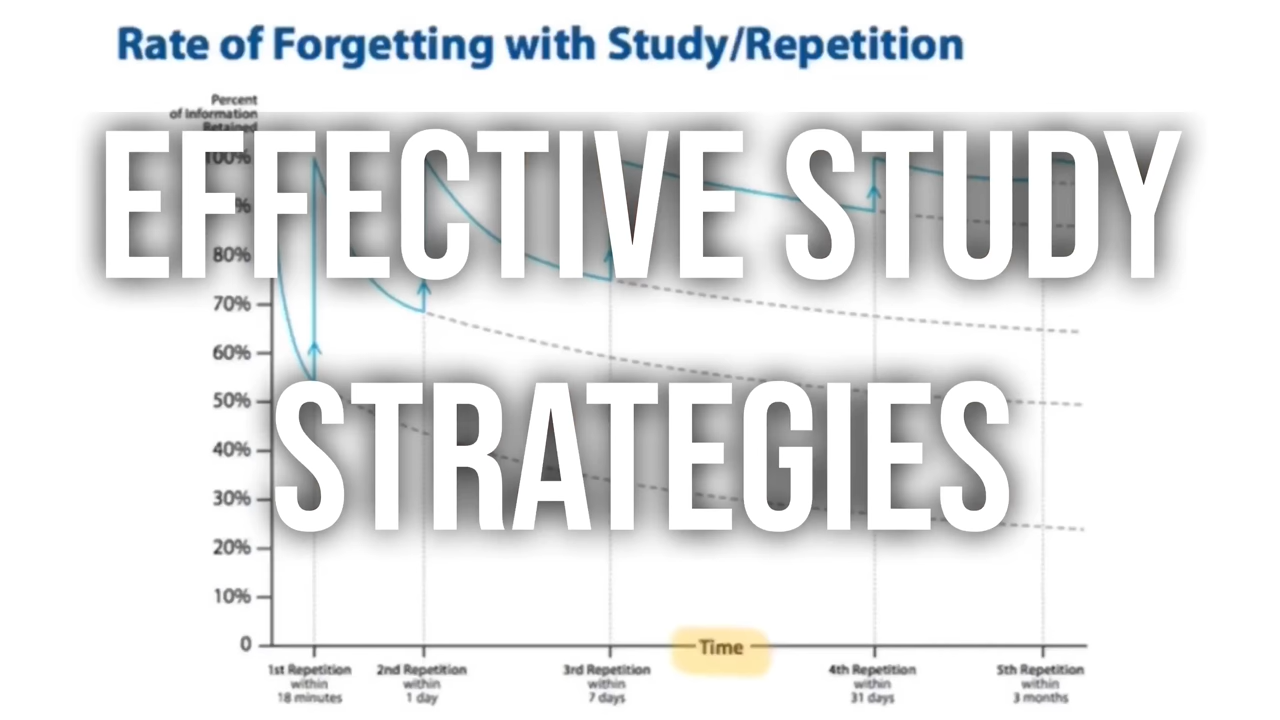 Rate of Forgetting with Study/Repetition
Percent
of Information
Retained
100%
EFFECTIVE STUDY
%
80%
70%
60%
50%
STRATEGIES
40%
30%
20%
10%
0
Time
1st Repetition
within
18 minutes
2nd Repetition
within
1 day
3rd Repetition
within
7 days
4th Repetition
within
31 days
5th Repetition
within
3 months